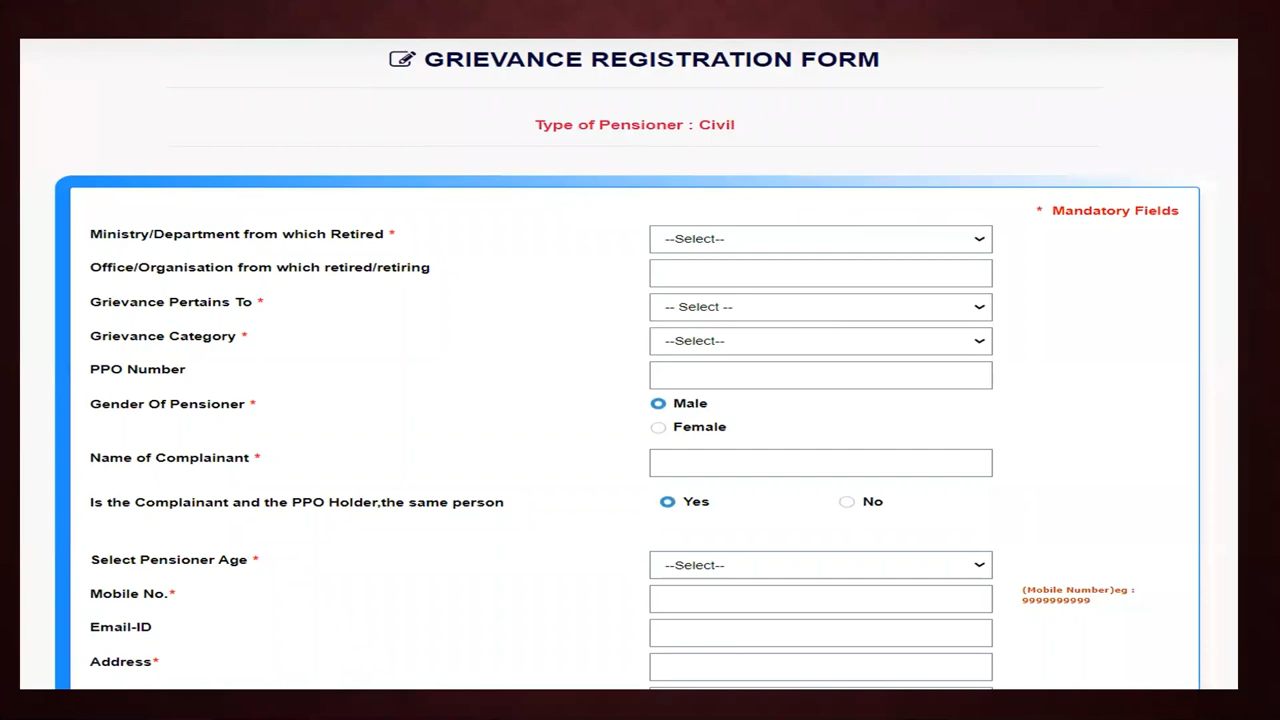 GRIEVANCE REGISTRATION FORM
Type of Pensioner : Civil
* Mandatory Fields
Ministry/Department from which Retired * --Select--
Office/Organisation from which retired/retiring
Grievance Pertains To * -- Select --
Grievance Category * --Select--
PPO Number
Gender Of Pensioner * Male
Female
Name of Complainant *
Is the Complainant and the PPO Holder,the same person Yes No
Select Pensioner Age * --Select--
Mobile No.* (Mobile Number)eg :
9999999999
Email-ID
Address*